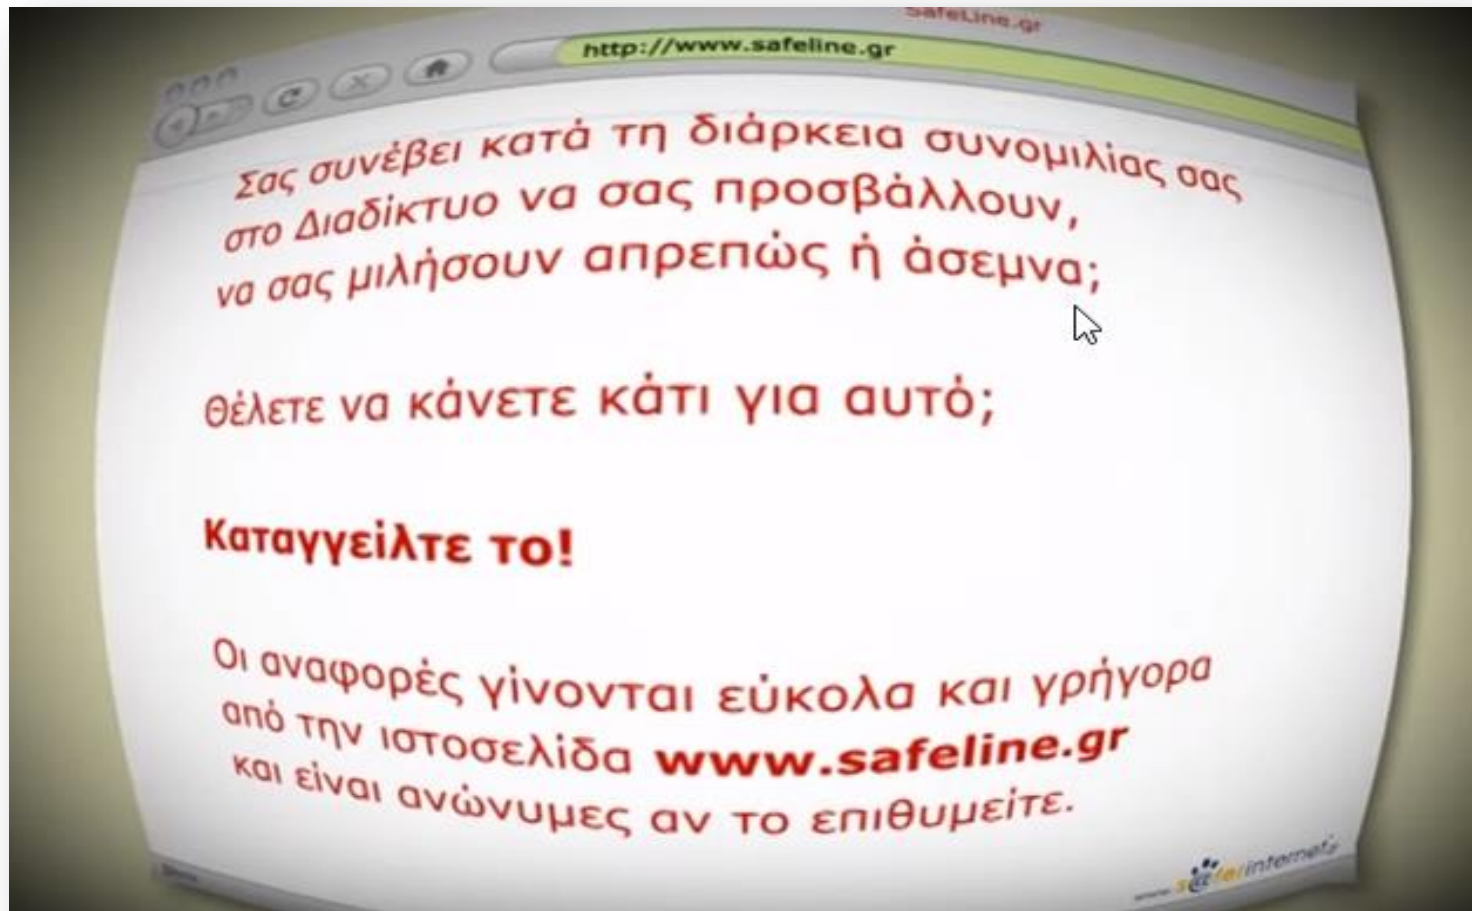 SafeLine.gr
http://www.safeline.gr
Σας συνέβει κατά τη διάρκεια συνομιλίας σας
στο Διαδίκτυο να σας προσβάλλουν,
να σας μιλήσουν απρεπώς ή άσεμνα;
Θέλετε να κάνετε κάτι για αυτό;
Καταγγείλτε το!
Οι αναφορές γίνονται εύκολα και γρήγορα
από την ιστοσελίδα www.safeline.gr
και είναι ανώνυμες αν το επιθυμείτε.